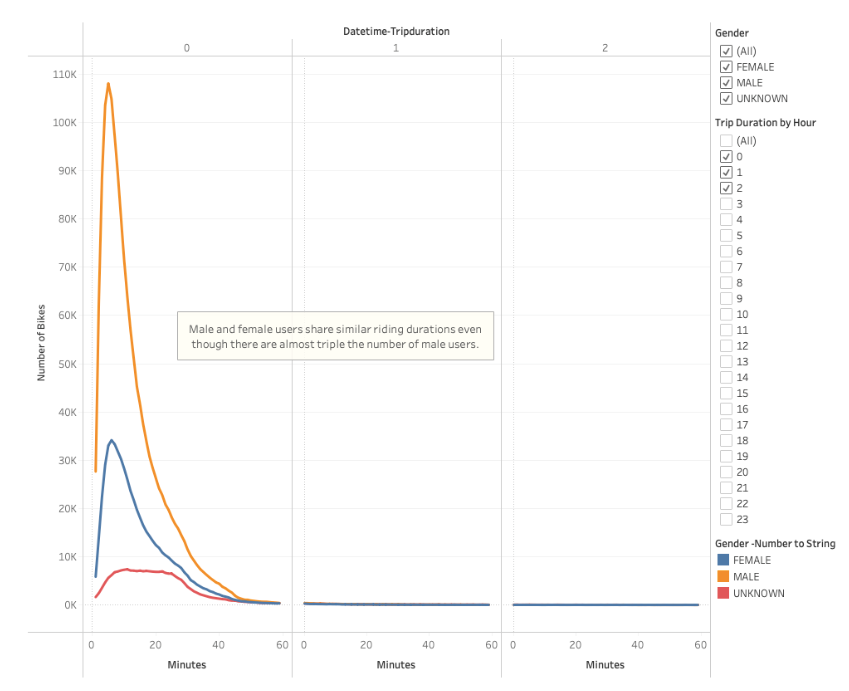 Datetime-Tripduration
0 1 2
110K
100K
90K
80K
70K
60K
50K
40K
30K
20K
10K
0K
Number of Bikes
Male and female users share similar riding durations even
though there are almost triple the number of male users.
0 20 40 60 0 20 40 60 0 20 40 60
Minutes Minutes Minutes
Gender
(All)
FEMALE
MALE
UNKNOWN
Trip Duration by Hour
(All)
0
1
2
3
4
5
6
7
8
9
10
11
12
13
14
15
16
17
18
19
20
21
22
23
Gender -Number to String
FEMALE
MALE
UNKNOWN